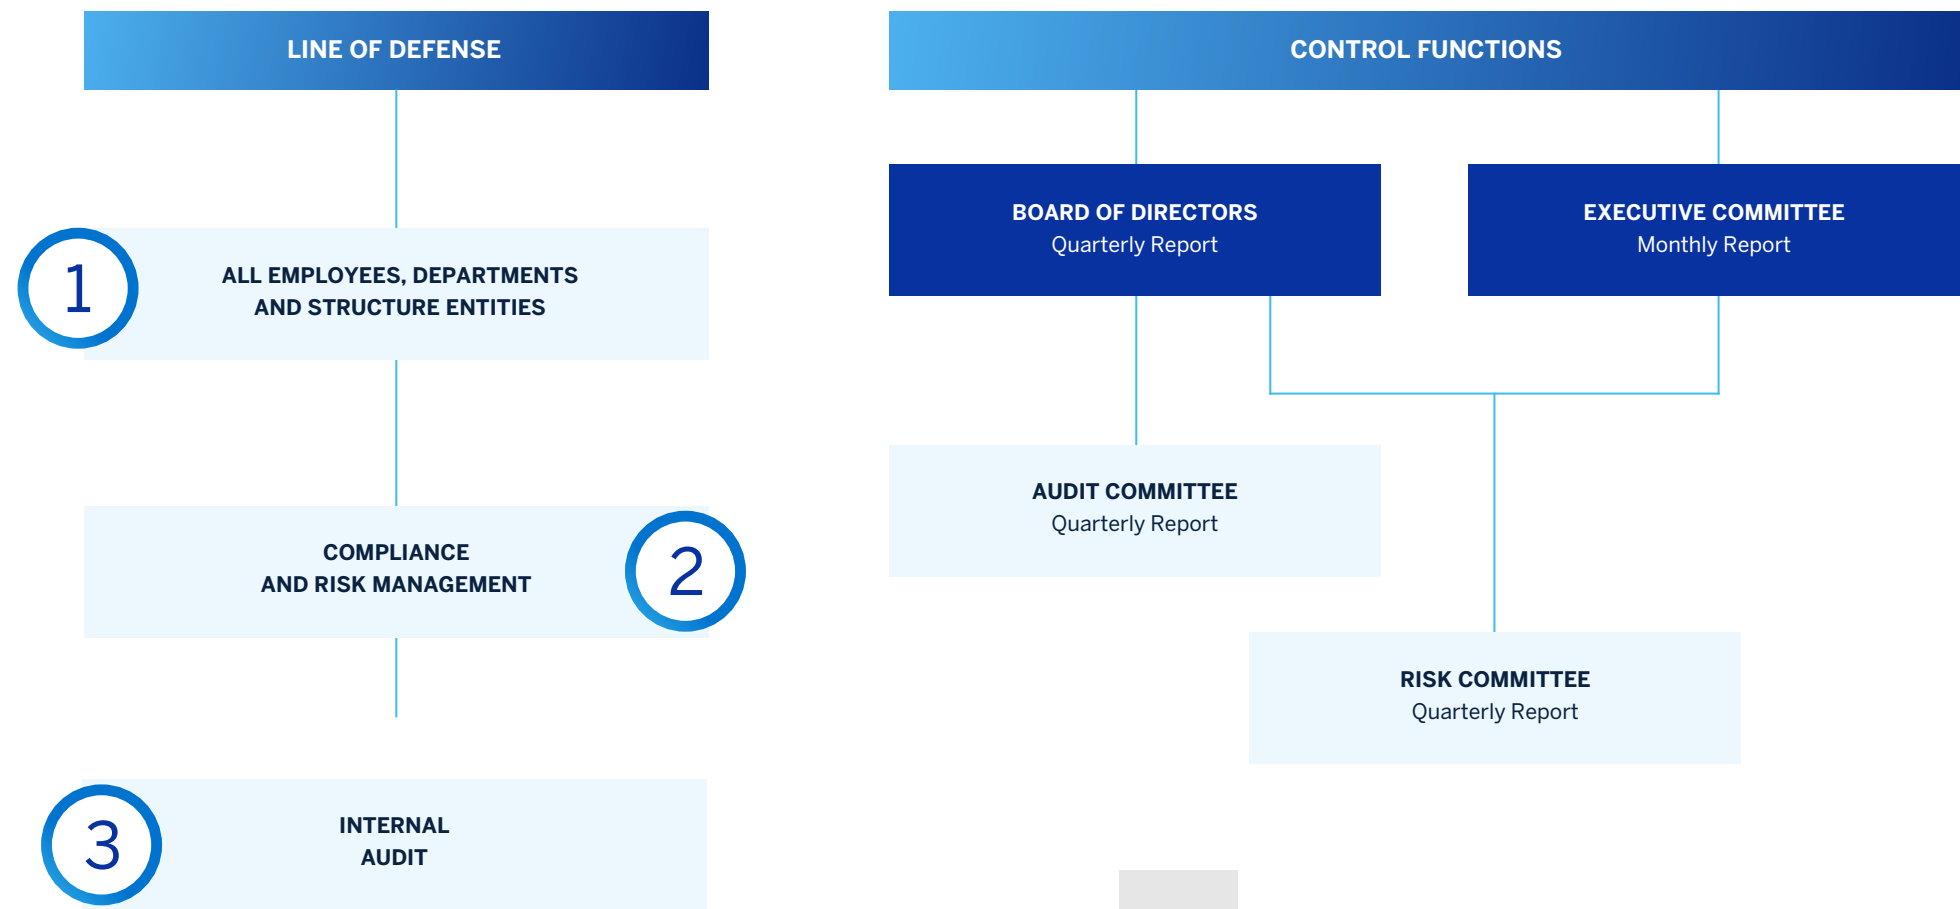 LINE OF DEFENSE
1
ALL EMPLOYEES, DEPARTMENTS
AND STRUCTURE ENTITIES
COMPLIANCE
AND RISK MANAGEMENT
2
3
INTERNAL
AUDIT
CONTROL FUNCTIONS
BOARD OF DIRECTORS
Quarterly Report
EXECUTIVE COMMITTEE
Monthly Report
AUDIT COMMITTEE
Quarterly Report
RISK COMMITTEE
Quarterly Report